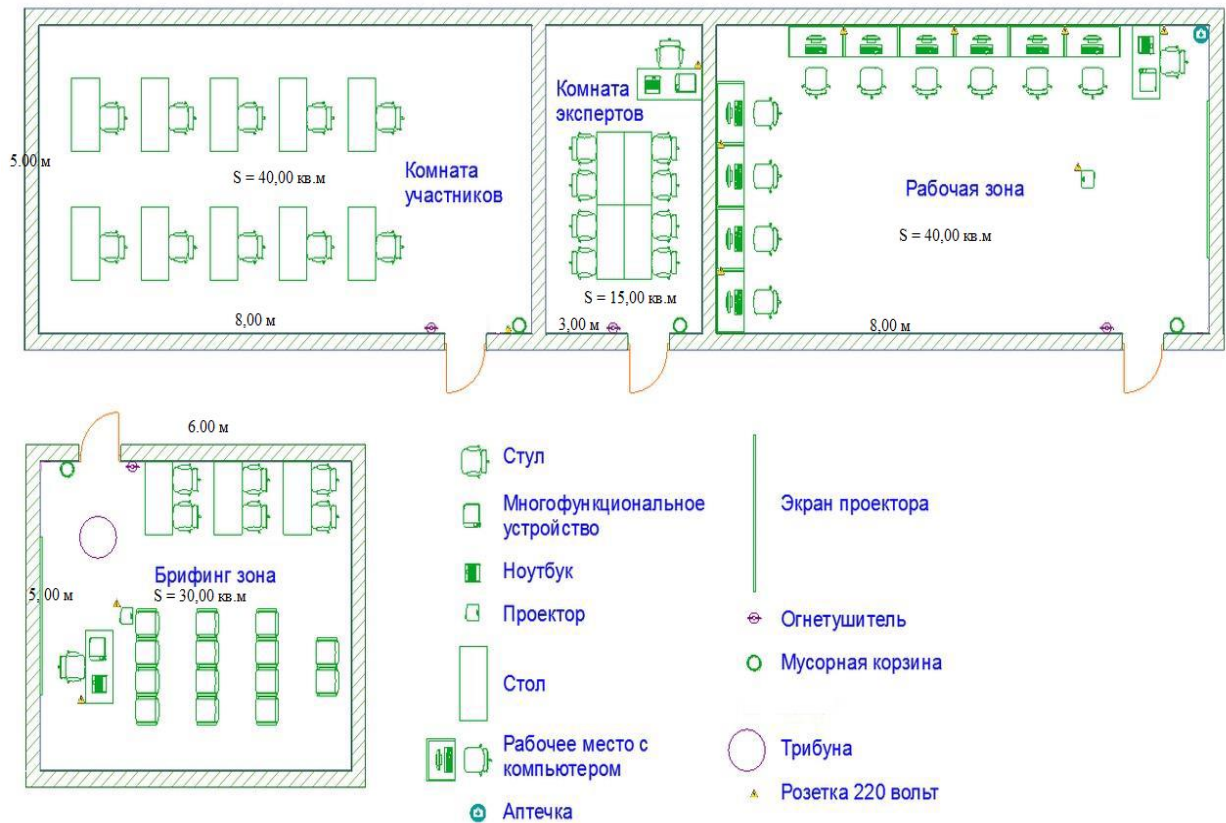 Комната
экспертов
5.00 м
S = 40,00 кв.м
Комната
участников
Рабочая зона
S = 40,00 кв.м
S = 15,00 кв.м
8,00 м
3,00 м
8,00 м
6.00 м
Стул
Многофункциональное
устройство
Экран проектора
Ноутбук
Брифинг зона
5,00 м
S = 30,00 кв.м
Проектор
Огнетушитель
Мусорная корзина
Стол
Рабочее место с
компьютером
Трибуна
Розетка 220 вольт
Аптечка